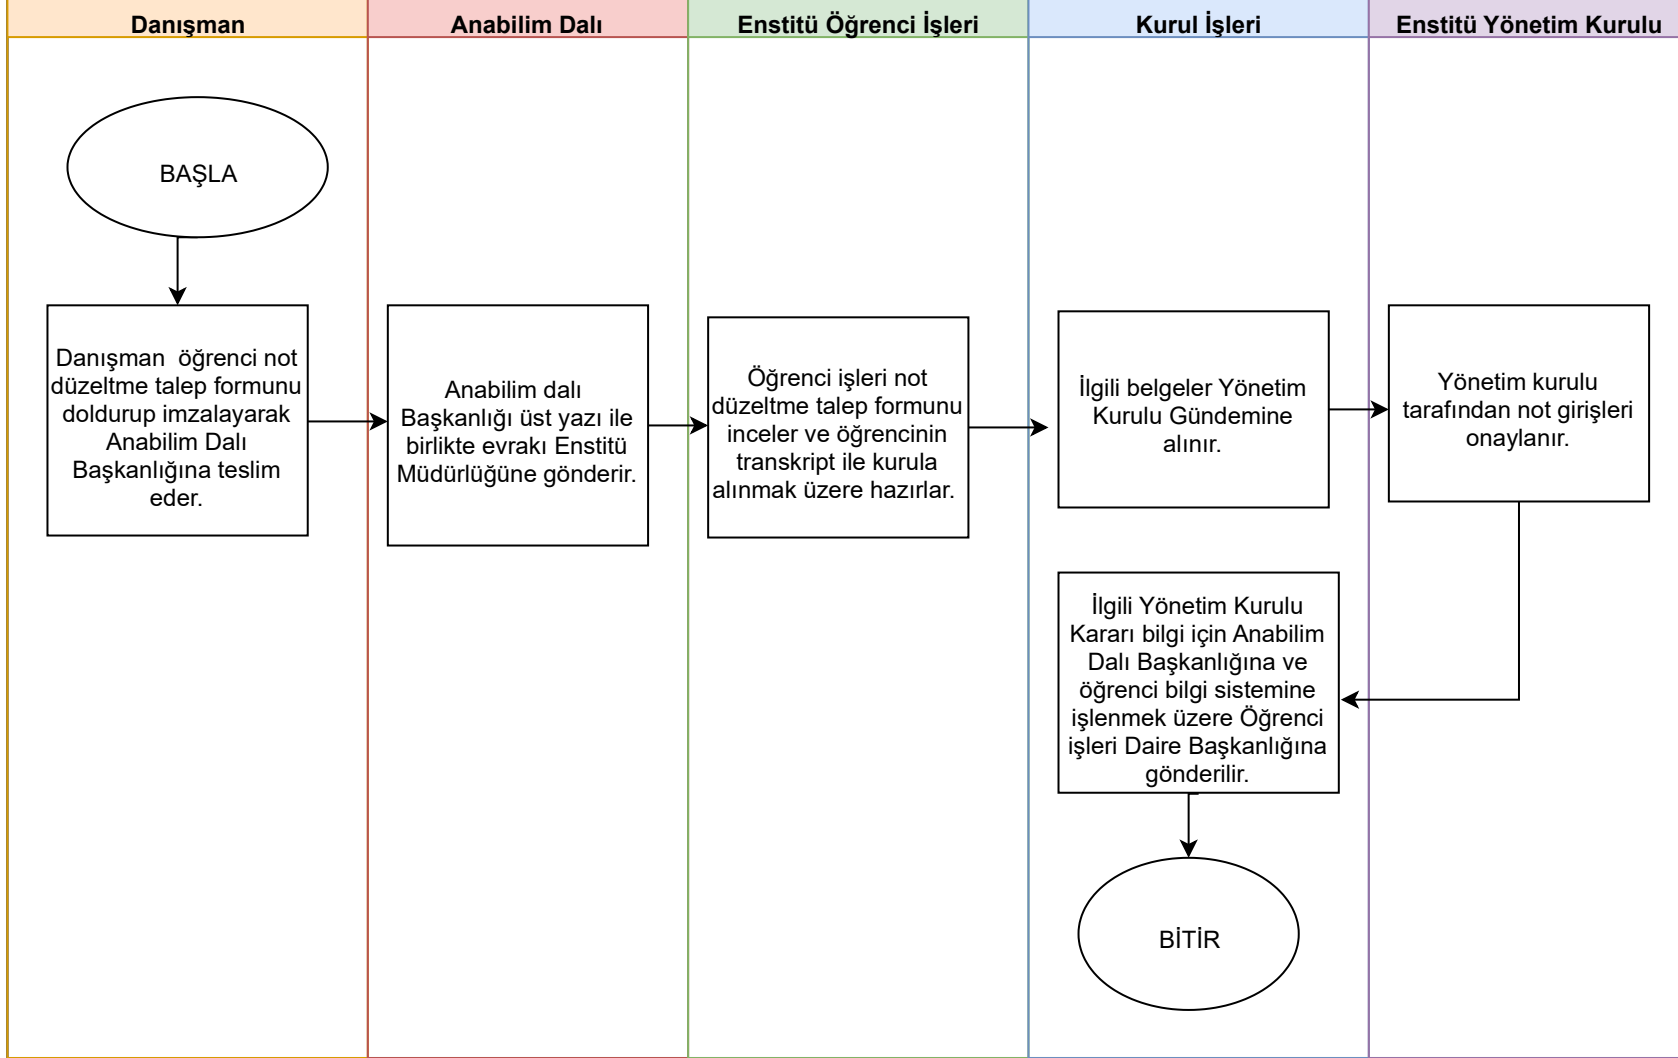 Danışman
Anabilim Dalı
Enstitü Öğrenci İşleri
Kurul İşleri
Enstitü Yönetim Kurulu
BAŞLA
Danışman  öğrenci not
düzeltme talep formunu
doldurup imzalayarak
Anabilim Dalı
Başkanlığına teslim
eder.
Anabilim dalı
Başkanlığı üst yazı ile
birlikte evrakı Enstitü
Müdürlüğüne gönderir.
Öğrenci işleri not
düzeltme talep formunu
inceler ve öğrencinin
transkript ile kurula
alınmak üzere hazırlar.
İlgili belgeler Yönetim
Kurulu Gündemine
alınır.
Yönetim kurulu
tarafından not girişleri
onaylanır.
İlgili Yönetim Kurulu
Kararı bilgi için Anabilim
Dalı Başkanlığına ve
öğrenci bilgi sistemine
işlenmek üzere Öğrenci
işleri Daire Başkanlığına
gönderilir.
BİTİR